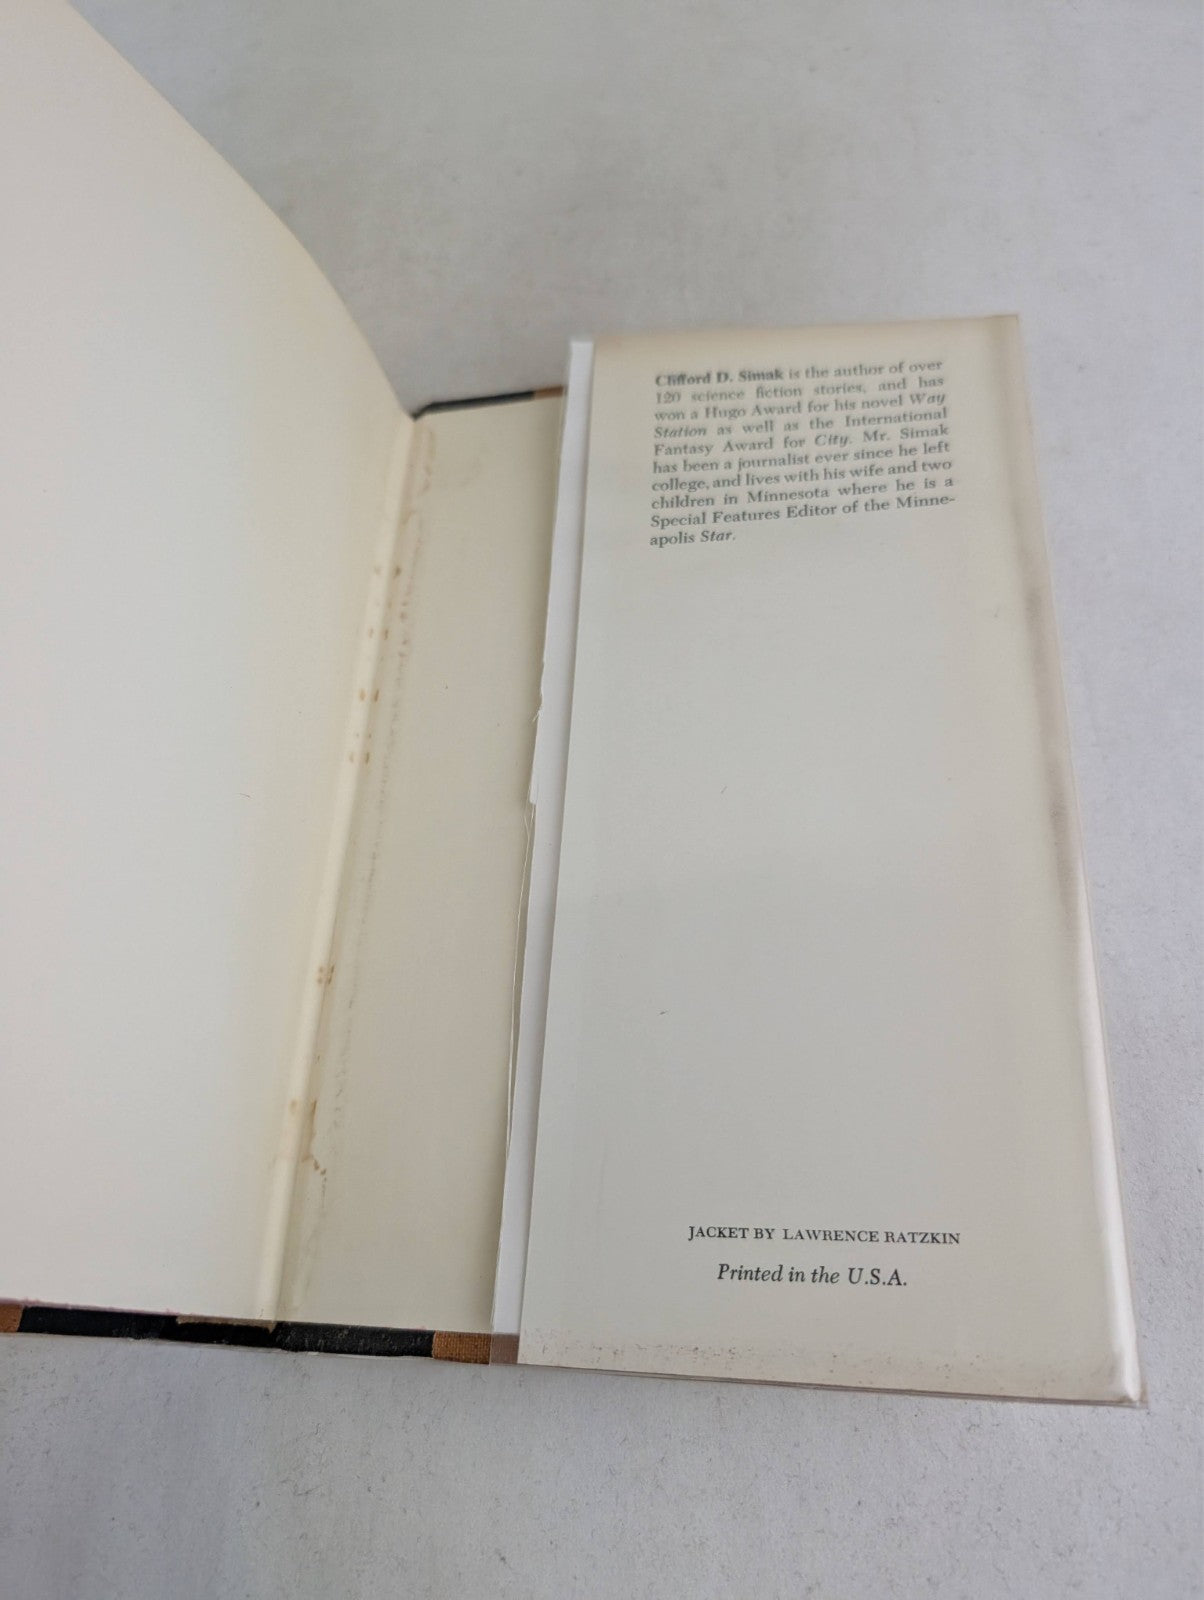 Clifford D. Simak is the author of over
120 science fiction stories, and has
won a Hugo Award for his novel Way
Station as well as the International
Fantasy Award for City. Mr. Simak
has been a journalist ever since he left
college, and lives with his wife and two
children in Minnesota where he is a
Special Features Editor of the Minne-
apolis Star.
JACKET BY LAWRENCE RATZKIN
Printed in the U.S.A.